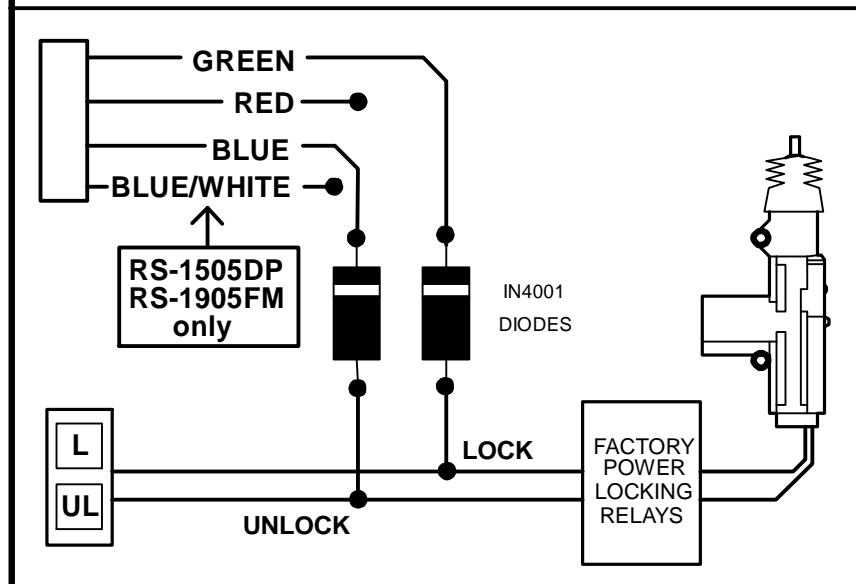 GREEN
RED
BLUE
BLUE/WHITE
RS-1505DP
RS-1905FM
only
IN4001
DIODES
L
UL
LOCK
UNLOCK
FACTORY
POWER
LOCKING
RELAYS